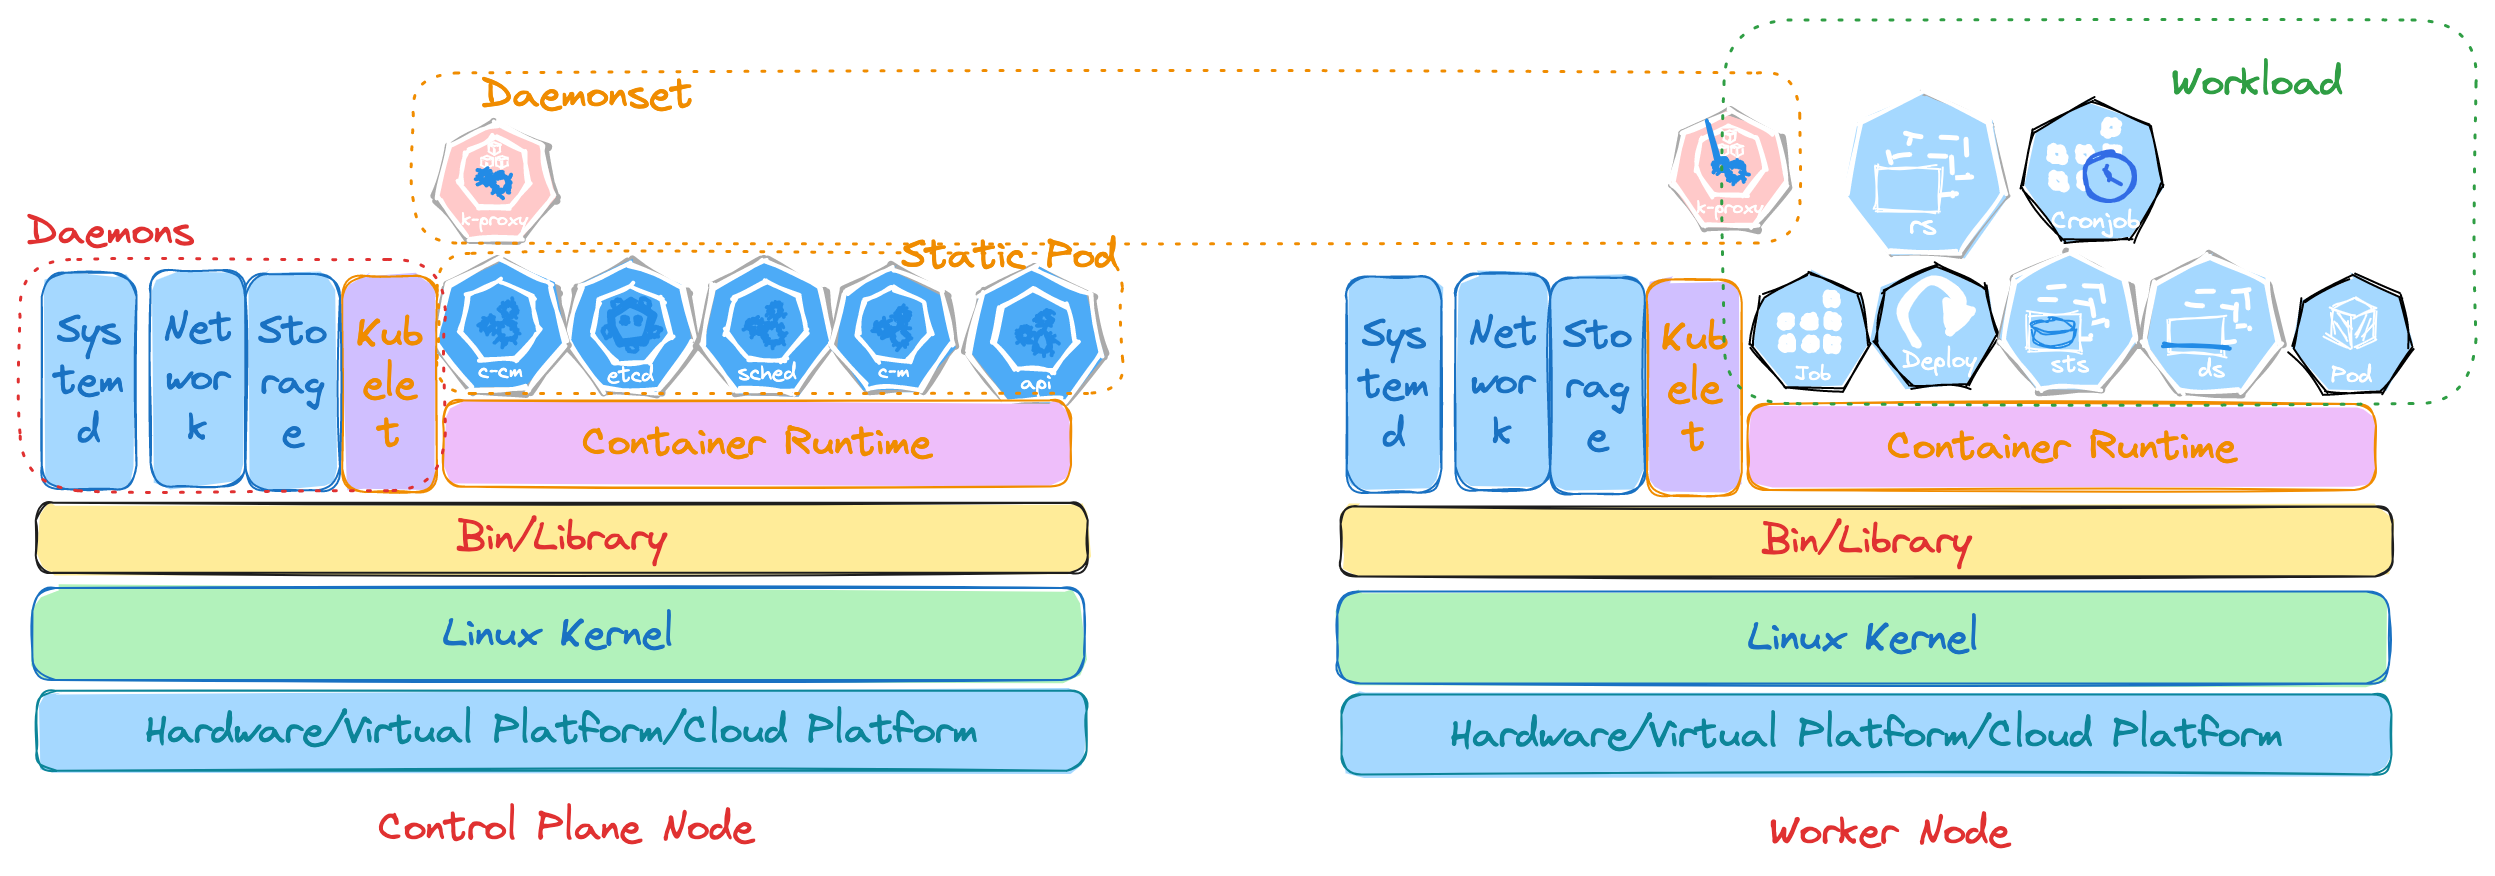 Workload
Daemonset
k-proxy
k-proxy
rs
Cronjob
Daemons
Static Pod
Sys
tem
d
Net
wor
k
Sto
rag
e
Kub
ele
t
c-cm
etcd
sched
c-m
api
Container Runtime
Bin/Library
Linux Kernel
Hardware/Virtual Platform/Cloud Platform
Control Plane Node
Sys
tem
d
Net
wor
k
Sto
rag
e
Kub
ele
t
Job
Deploy
sts
ds
Pod
Container Runtime
Bin/Library
Linux Kernel
Hardware/Virtual Platform/Cloud Platform
Worker Node